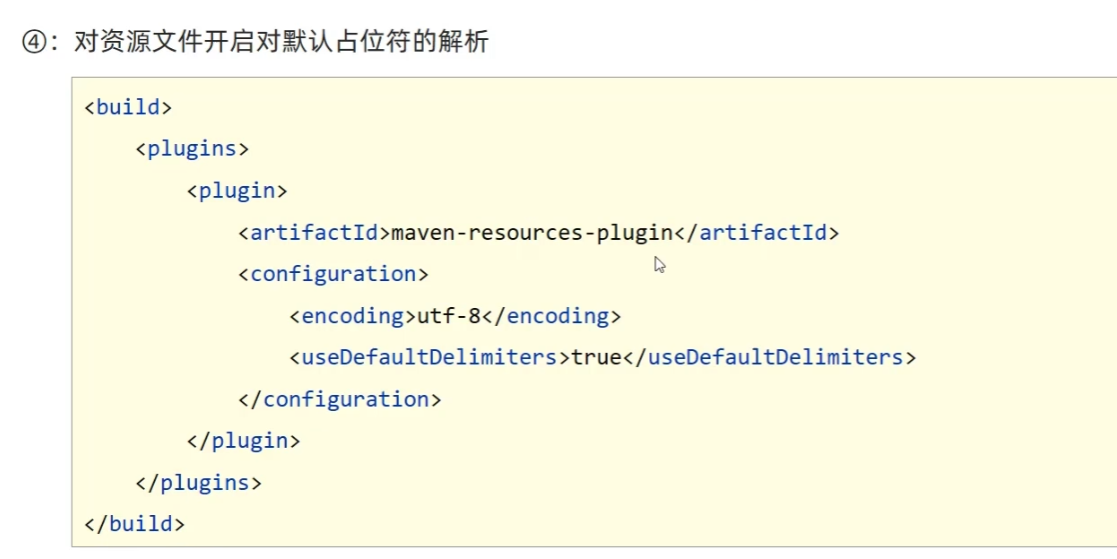 ④：对资源文件开启对默认占位符的解析
<build>
    <plugins>
        <plugin>
            <artifactId>maven-resources-plugin</artifactId>
            <configuration>
                <encoding>utf-8</encoding>
                <useDefaultDelimiters>true</useDefaultDelimiters>
            </configuration>
        </plugin>
    </plugins>
</build>